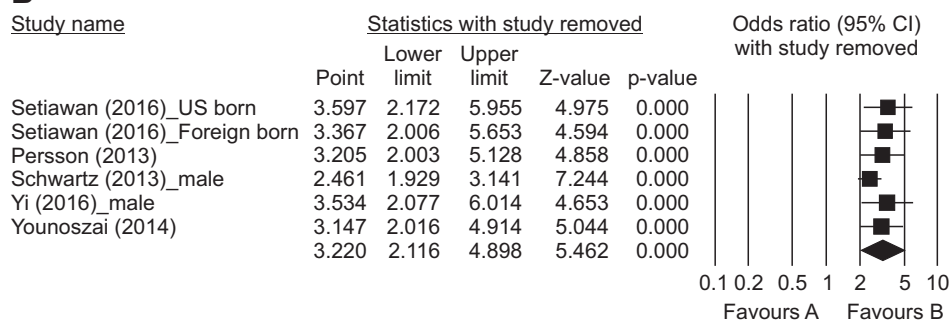 Study name Statistics with study removed Odds ratio (95% CI)
with study removed
Lower Upper
Point limit limit Z-value p-value
Setiawan (2016)_US born 3.597 2.172 5.955 4.975 0.000
Setiawan (2016)_Foreign born 3.367 2.006 5.653 4.594 0.000
Persson (2013) 3.205 2.003 5.128 4.858 0.000
Schwartz (2013)_male 2.461 1.929 3.141 7.244 0.000
Yi (2016)_male 3.534 2.077 6.014 4.653 0.000
Younoszai (2014) 3.147 2.016 4.914 5.044 0.000
3.220 2.116 4.898 5.462 0.000
0.1 0.2 0.5 1 2 5 10
Favours A Favours B